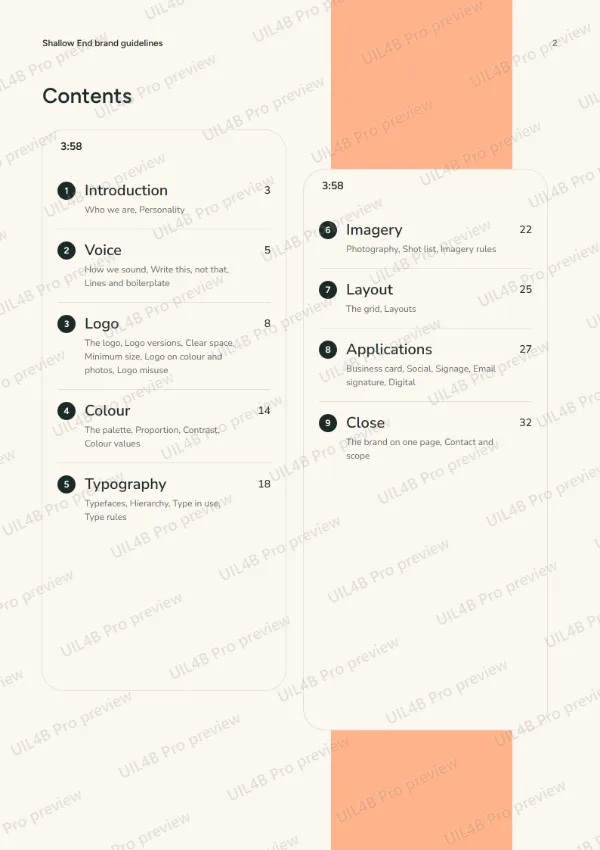 Shallow End brand guidelines
2
Contents
3:58
1 Introduction 3
Who we are, Personality
2 Voice 5
How we sound, Write this, not that,
Lines and boilerplate
3 Logo 8
The logo, Logo versions, Clear space,
Minimum size, Logo on colour and
photos, Logo misuse
4 Colour 14
The palette, Proportion, Contrast,
Colour values
5 Typography 18
Typefaces, Hierarchy, Type in use,
Type rules
3:58
6 Imagery 22
Photography, Shot list, Imagery rules
7 Layout 25
The grid, Layouts
8 Applications 27
Business card, Social, Signage, Email
signature, Digital
9 Close 32
The brand on one page, Contact and
scope
UIL4B Pro preview